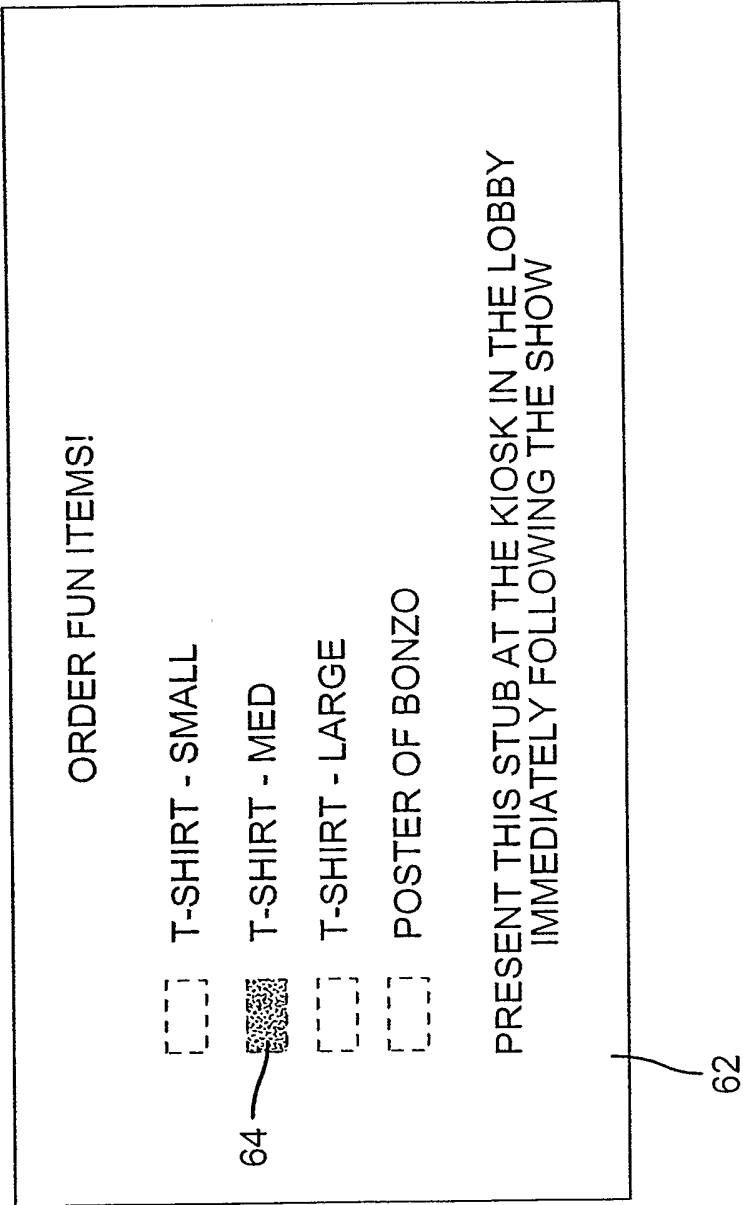 ORDER FUN ITEMS!
T-SHIRT - SMALL
T-SHIRT - MED
T-SHIRT - LARGE
POSTER OF BONZO
PRESENT THIS STUB AT THE KIOSK IN THE LOBBY
IMMEDIATELY FOLLOWING THE SHOW
64
62